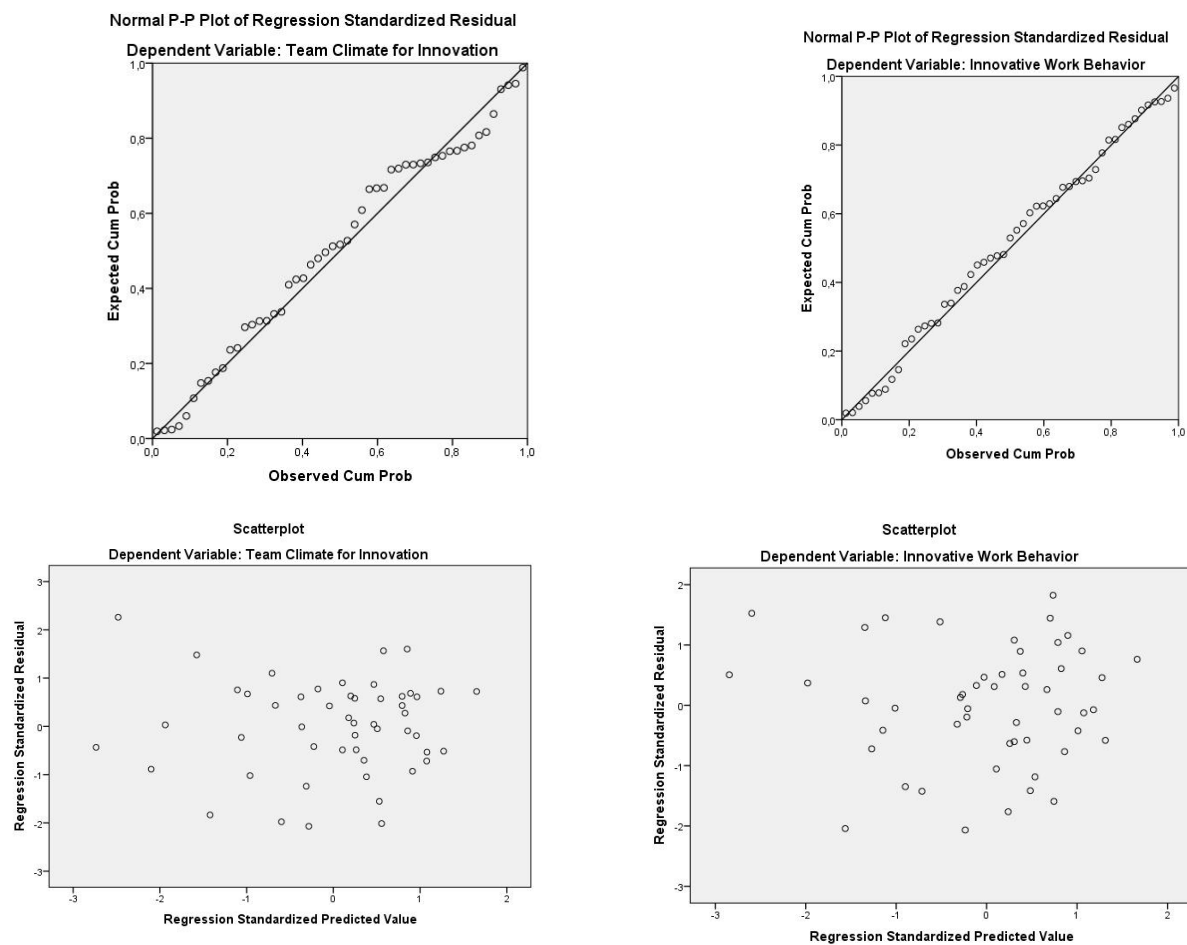 Normal P-P Plot of Regression Standardized Residual
Dependent Variable: Team Climate for Innovation
Expected Cum Prob
1,0
0,8
0,6
0,4
0,2
0,0
0,0 0,2 0,4 0,6 0,8 1,0
Observed Cum Prob
Normal P-P Plot of Regression Standardized Residual
Dependent Variable: Innovative Work Behavior
Expected Cum Prob
1,0
0,8
0,6
0,4
0,2
0,0
0,0 0,2 0,4 0,6 0,8 1,0
Observed Cum Prob
Scatterplot
Dependent Variable: Team Climate for Innovation
Regression Standardized Residual
3
2
1
0
-1
-2
-3
-3 -2 -1 0 1 2
Regression Standardized Predicted Value
Scatterplot
Dependent Variable: Innovative Work Behavior
Regression Standardized Residual
2
1
0
-1
-2
-3
-3 -2 -1 0 1 2
Regression Standardized Predicted Value